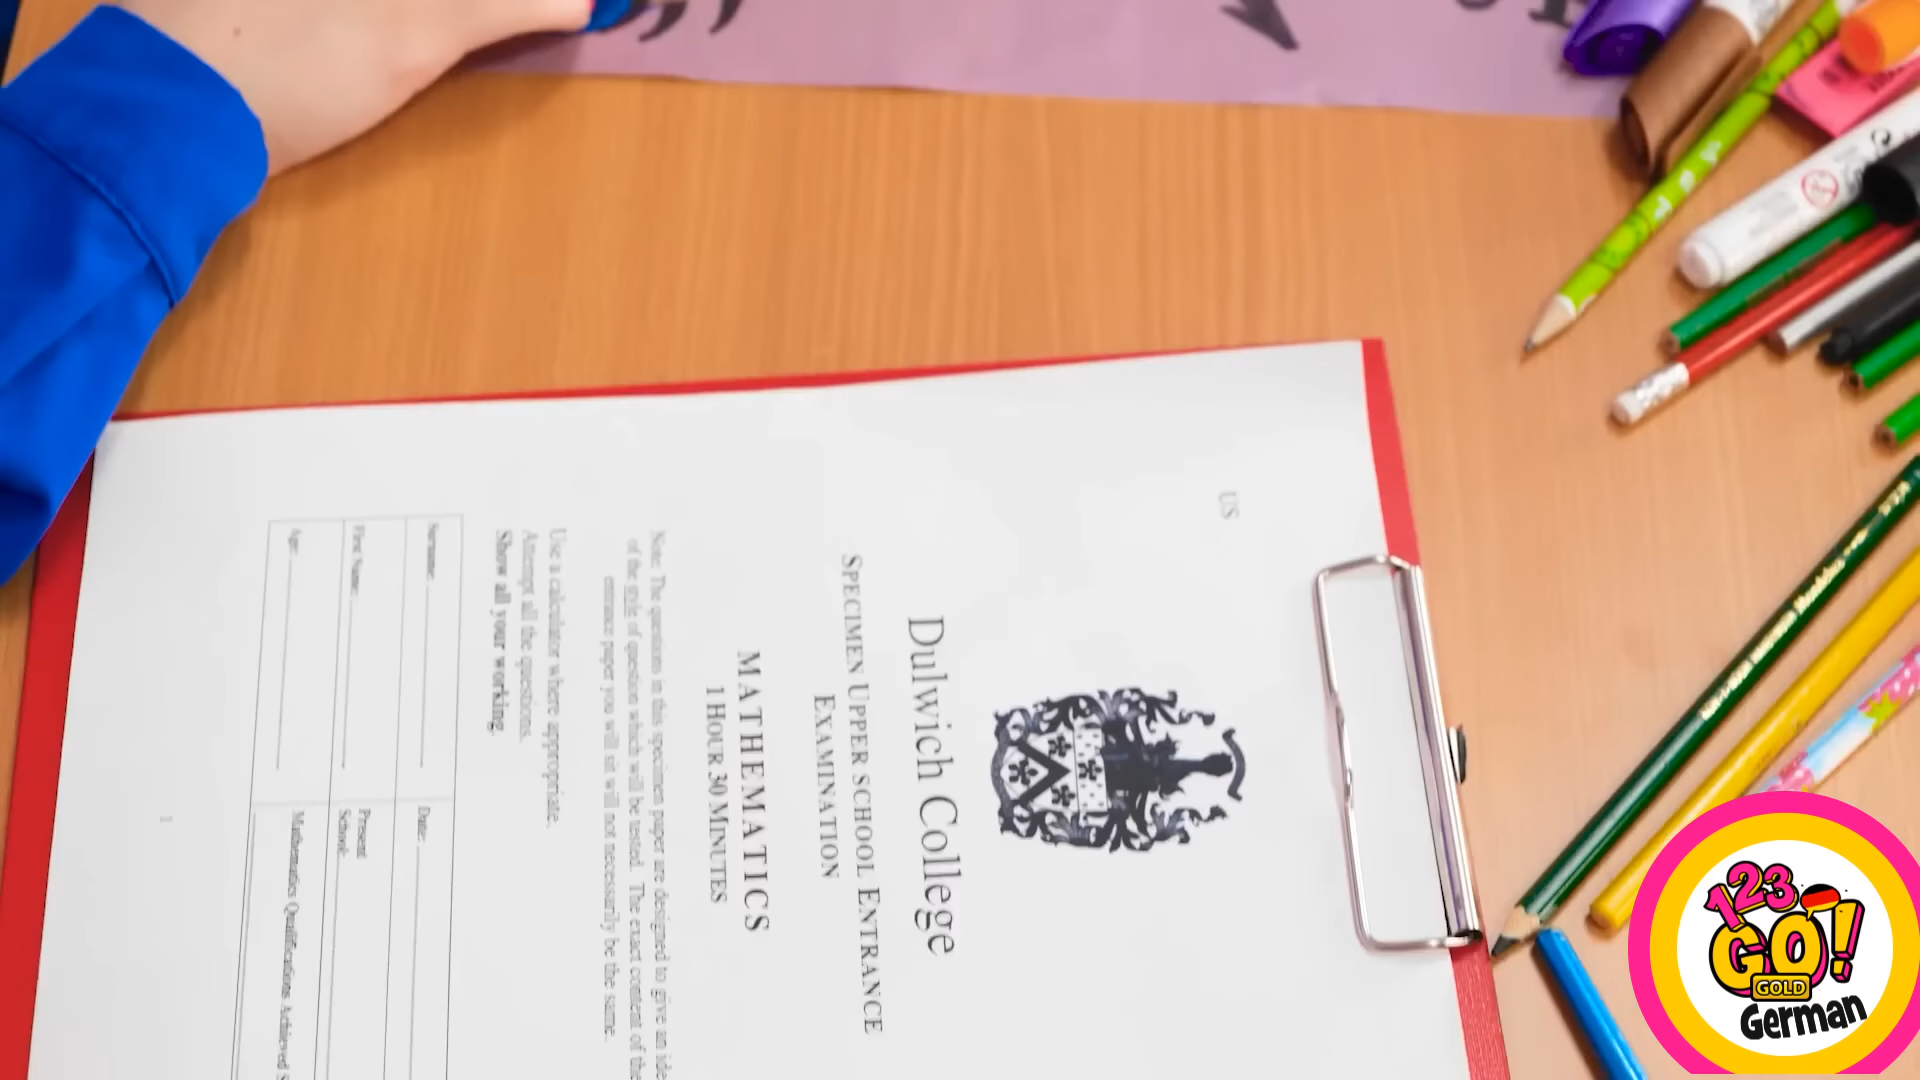 US
Dulwich College
SPECIMEN UPPER SCHOOL ENTRANCE
EXAMINATION
MATHEMATICS
1 HOUR 30 MINUTES
Note: The questions in this specimen paper are designed to give an
of the style of question which will be tested. The exact content of the
entrance paper you will sit will not necessarily be the same.
Use a calculator where appropriate.
Attempt all the questions.
Show all your working.
Surname:
Date:
First Name:
Present
School:
Age:
Mathematics Qualifications Achieved
1
123
GO!
GOLD
German